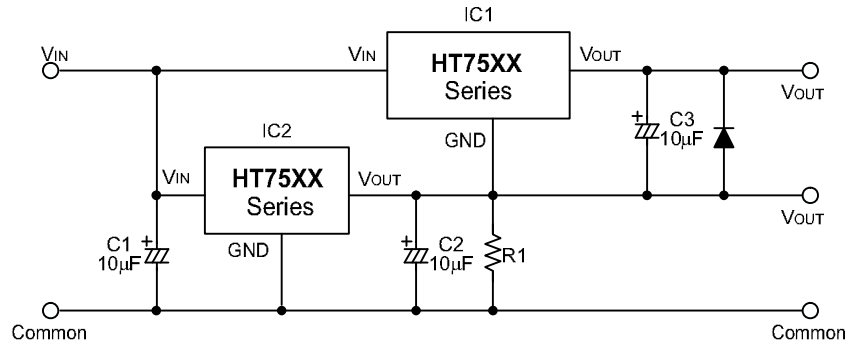 IC1
VIN
VIN
HT75XX
Series
VOUT
VOUT
GND
C3
10μF
IC2
VIN
HT75XX
Series
VOUT
VOUT
GND
C1
10μF
C2
10μF
R1
Common
Common